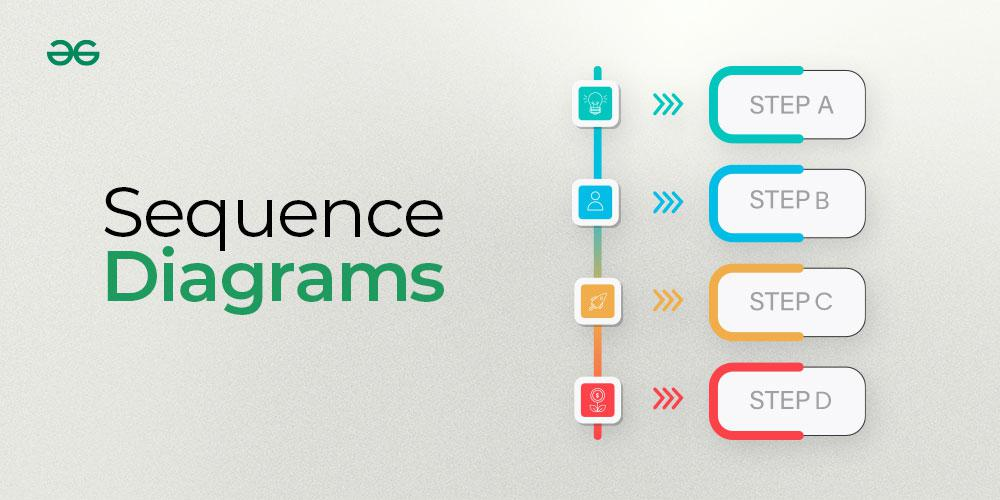 Sequence
Diagrams
STEP A
STEP B
STEP C
STEP D